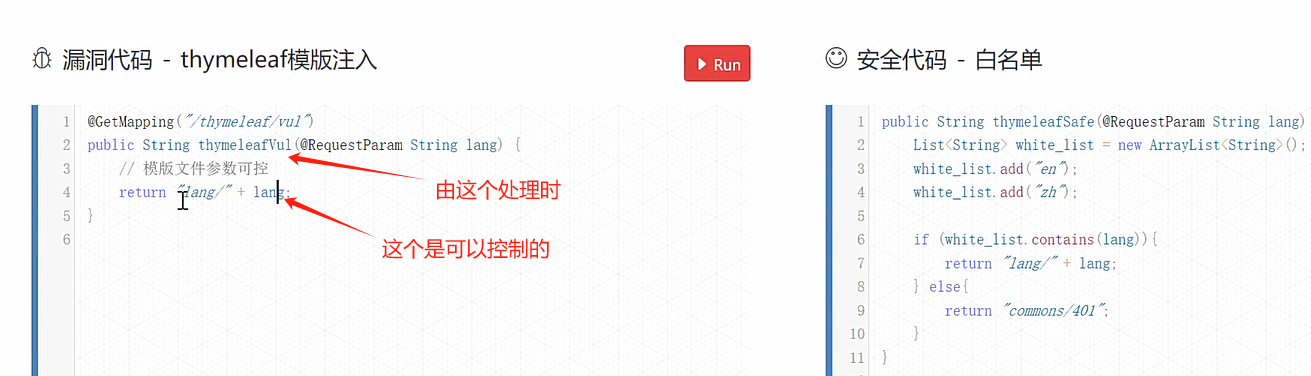 漏洞代码 - thymeleaf模版注入
Run
1 @GetMapping("/thymeleaf/vul")
2 public String thymeleafVul(@RequestParam String lang) {
3 // 模版文件参数可控
4 return "lang/" + lang;
5 }
6
由这个处理时
这个是可以控制的
安全代码 - 白名单
1 public String thymeleafSafe(@RequestParam String lang)
2 List<String> white_list = new ArrayList<String>();
3 white_list.add("en");
4 white_list.add("zh");
5
6 if (white_list.contains(lang)){
7 return "lang/" + lang;
8 } else{
9 return "commons/401";
10 }
11 }